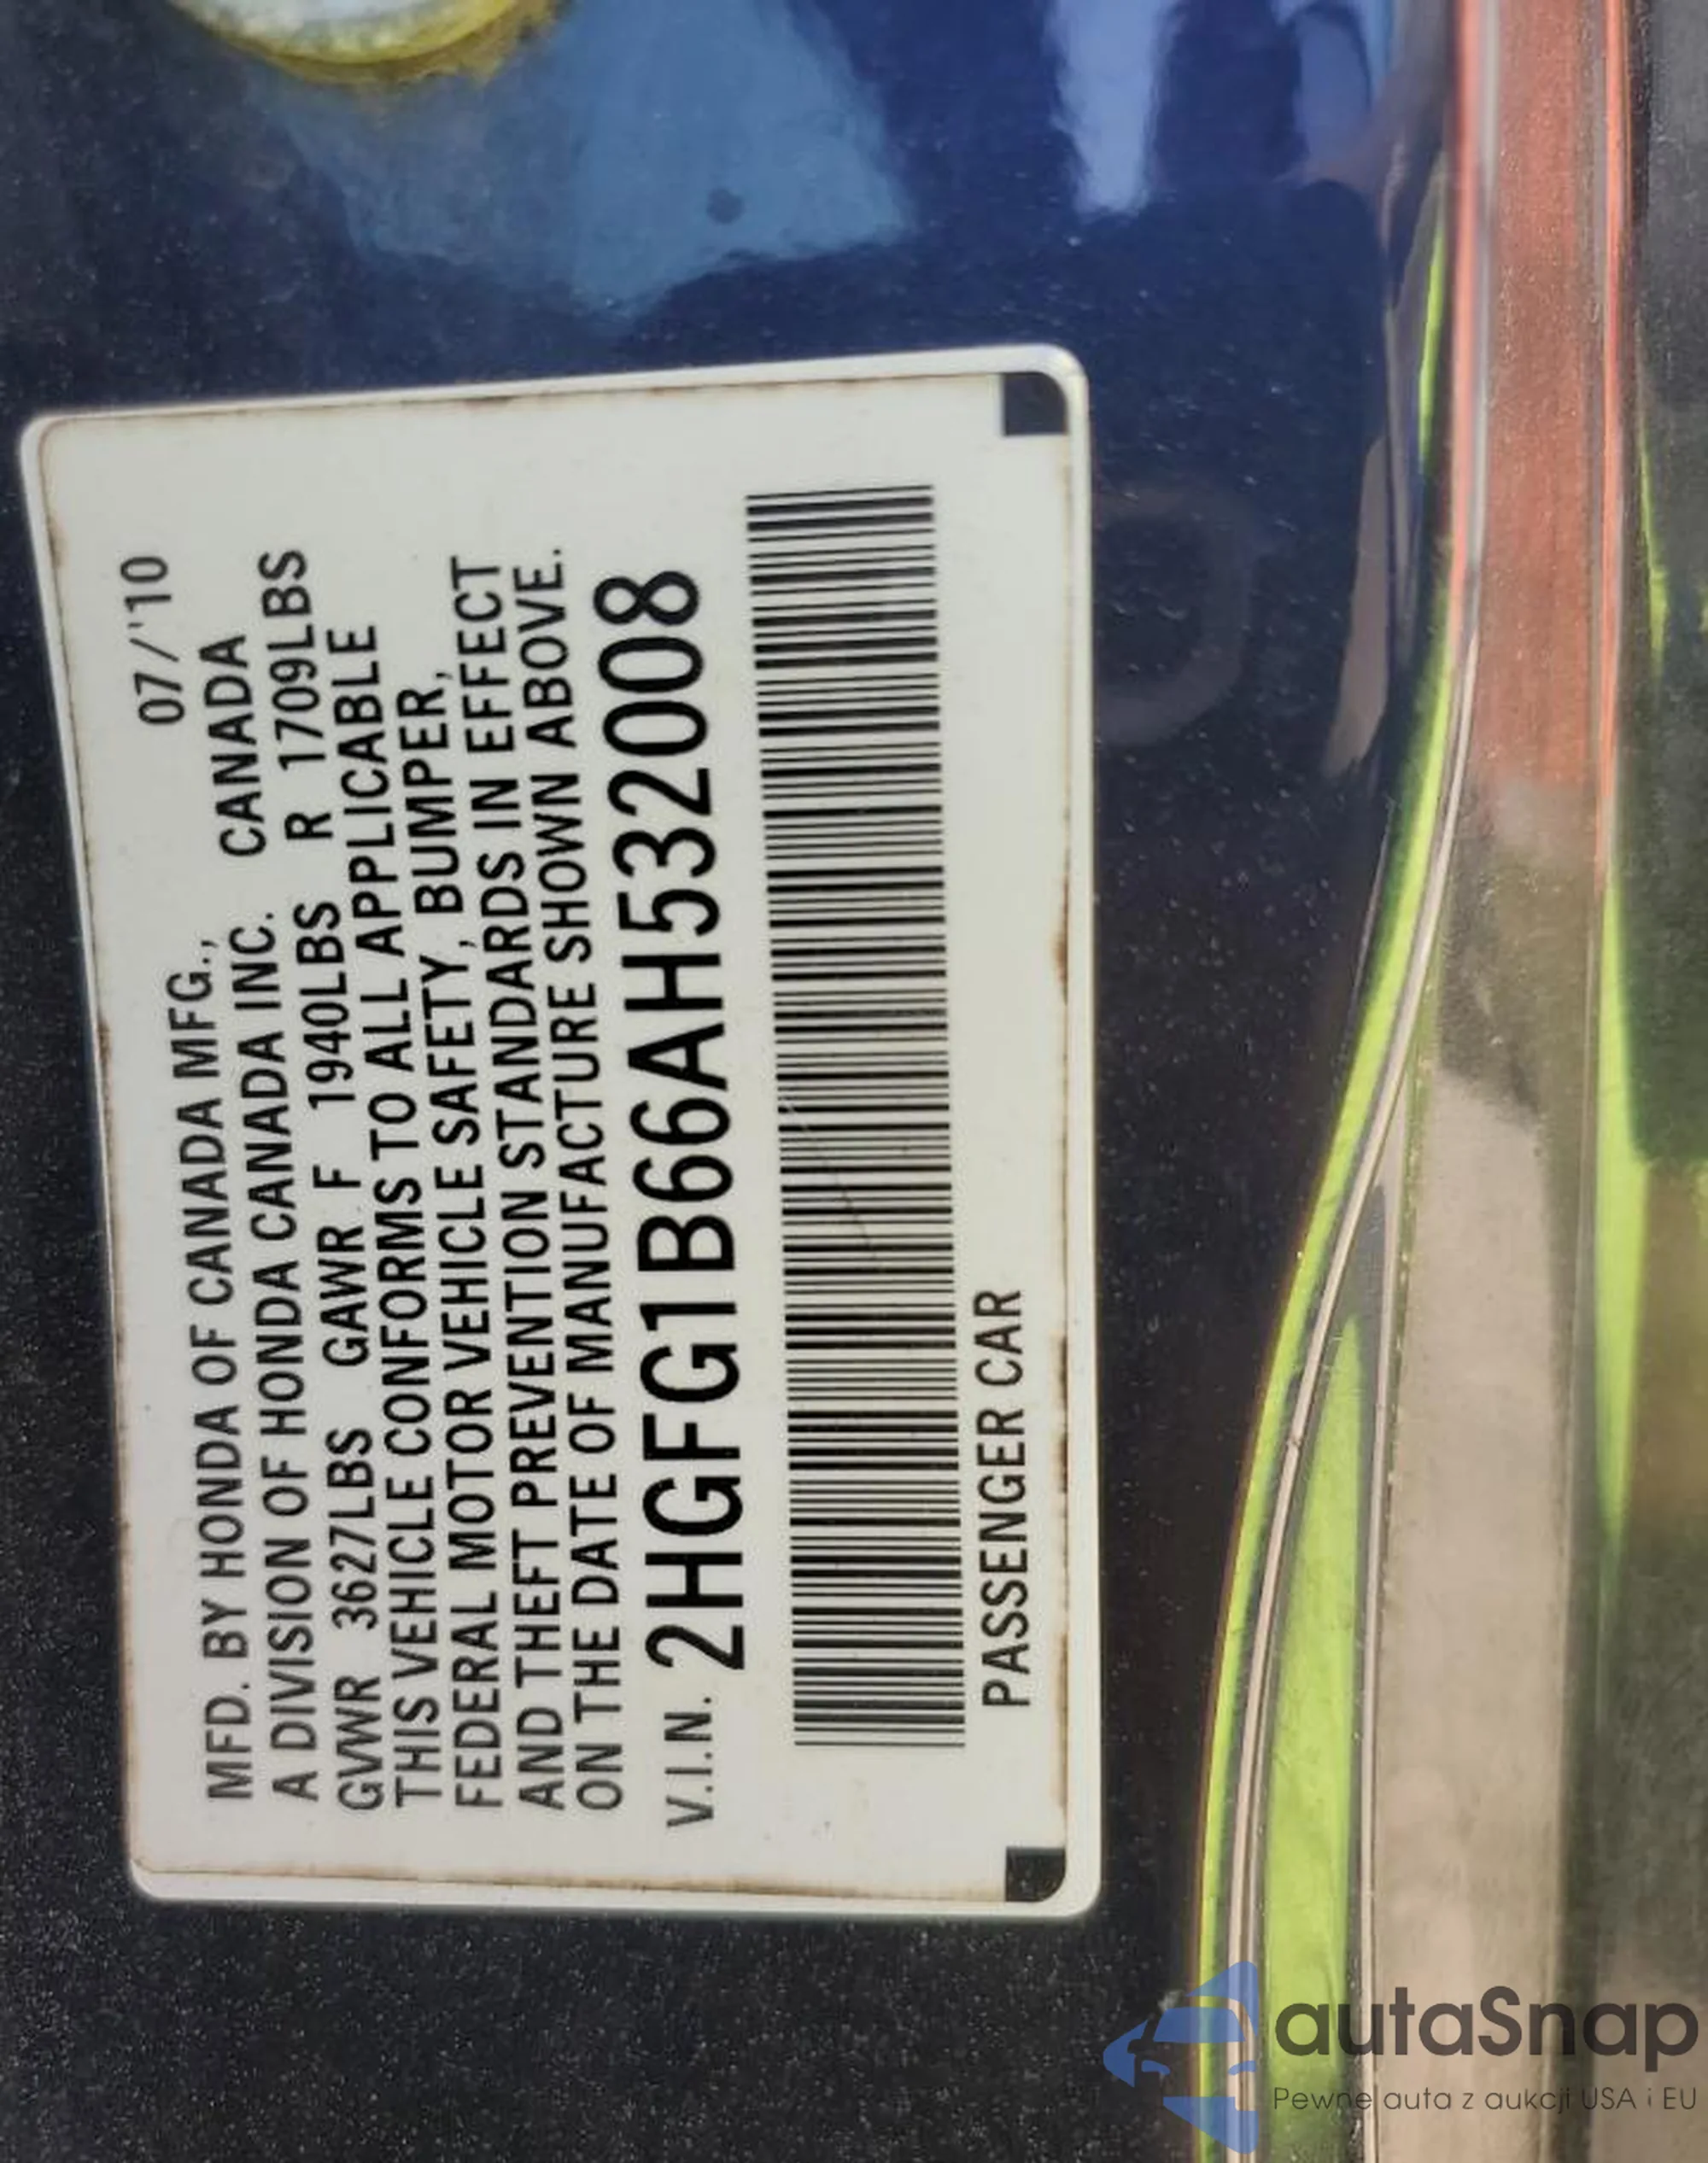 07/'10
MFD. BY HONDA OF CANADA MFG., CANADA
A DIVISION OF HONDA CANADA INC.
GVWR 3627LBS GAWR F 1940LBS R 1709LBS
THIS VEHICLE CONFORMS TO ALL APPLICABLE
FEDERAL MOTOR VEHICLE SAFETY, BUMPER,
AND THEFT PREVENTION STANDARDS IN EFFECT
ON THE DATE OF MANUFACTURE SHOWN ABOVE.
V.I.N. 2HGFG1B66AH532008
PASSENGER CAR
autaSnap
Pewne auta z aukcji USA i EU